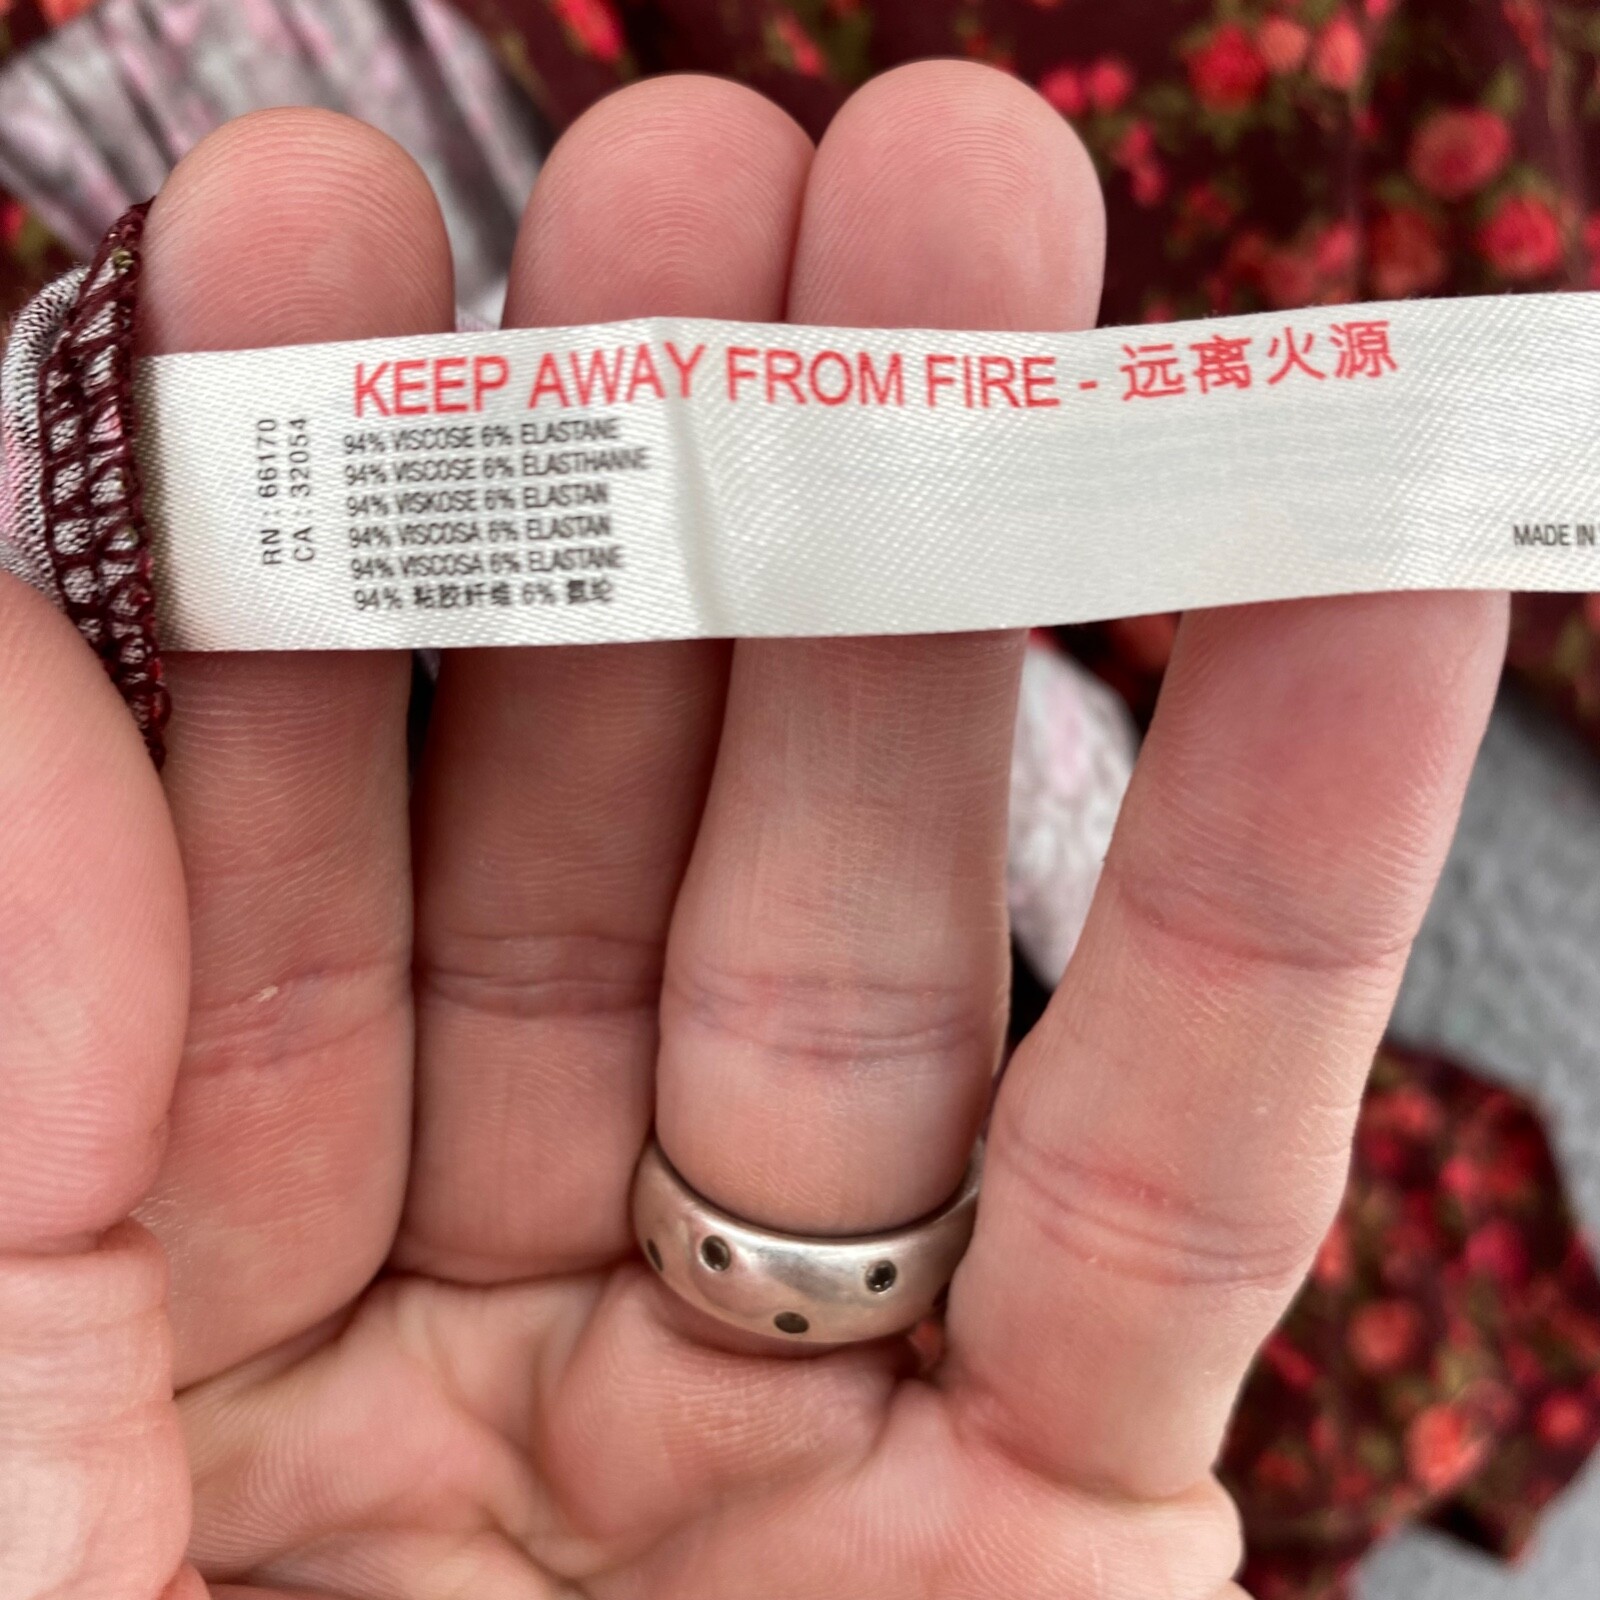 KEEP AWAY FROM FIRE - 远离火源
RN: 66170
CA: 32054
94% VISCOSE 6% ELASTANE
94% VISCOSE 6% ÉLASTHANNE
94% VISKOSE 6% ELASTAN
94% VISCOSA 6% ELASTAN
94% VISCOSA 6% ELASTANE
94% 粘胶纤维 6% 氨纶
MADE IN